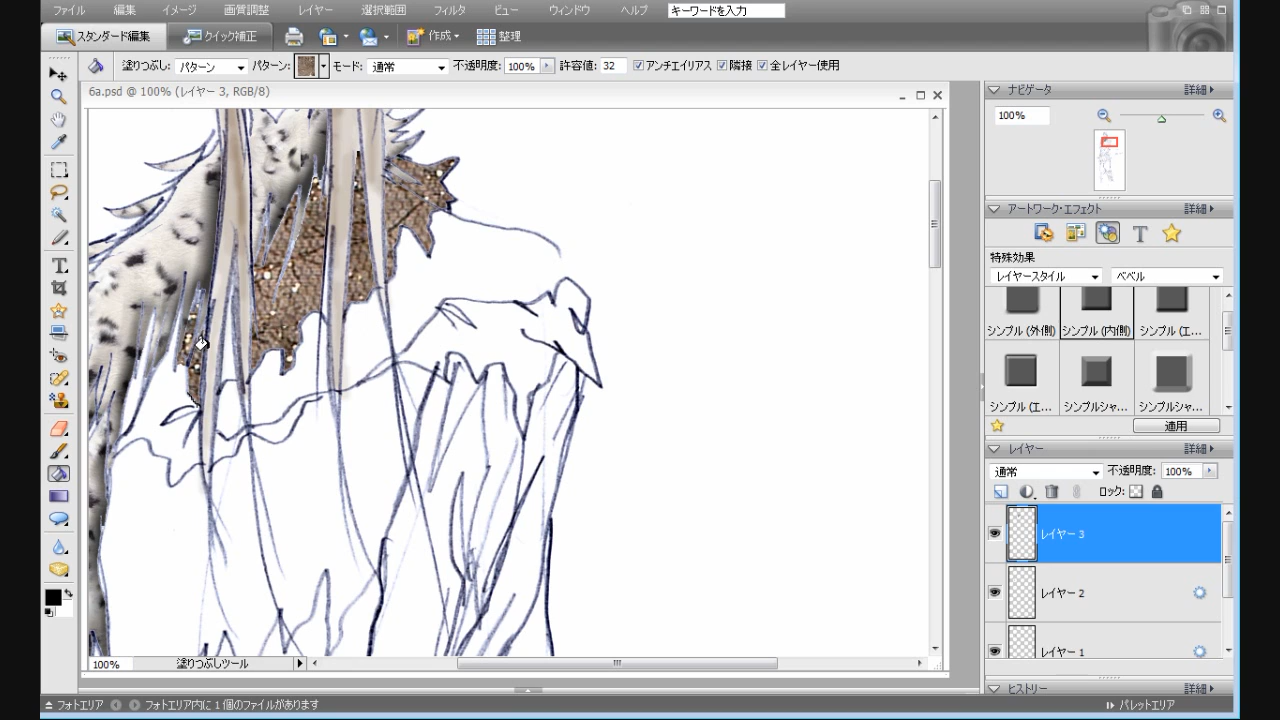 ファイル 編集 イメージ 画質調整 レイヤー 選択範囲 フィルタ ビュー ウィンドウ ヘルプ キーワードを入力
スタンダード編集 クイック補正 作成 整理
塗りつぶし: パターン パターン: モード: 通常 不透明度: 100% 許容値: 32 アンチエイリアス 隣接 全レイヤー使用
6a.psd @ 100% (レイヤー 3, RGB/8)
ナビゲータ 詳細
100%
アートワーク・エフェクト 詳細
特殊効果
レイヤースタイル ベベル
シンプル (外側) シンプル (内側) シンプル (エ...
シンプル (エ... シンプルシャ... シンプルシャ...
適用
レイヤー 詳細
通常 不透明度: 100%
ロック:
レイヤー 3
レイヤー 2
レイヤー 1
100% 塗りつぶしツール
ヒストリー 詳細
フォトエリア フォトエリア内に 1 個のファイルがあります パレットエリア